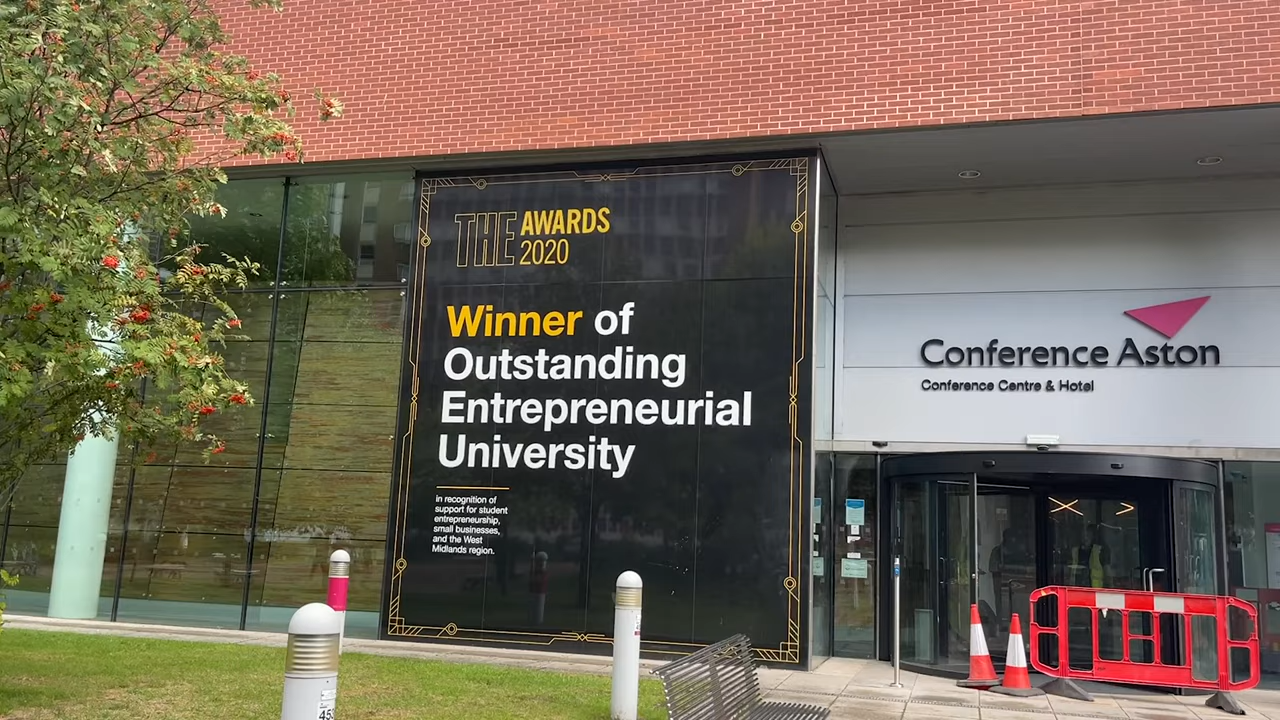 THE AWARDS
2020
Winner of
Outstanding
Entrepreneurial
University
in recognition of
support for student
entrepreneurship,
small businesses,
and the West
Midlands region.
Conference Aston
Conference Centre & Hotel